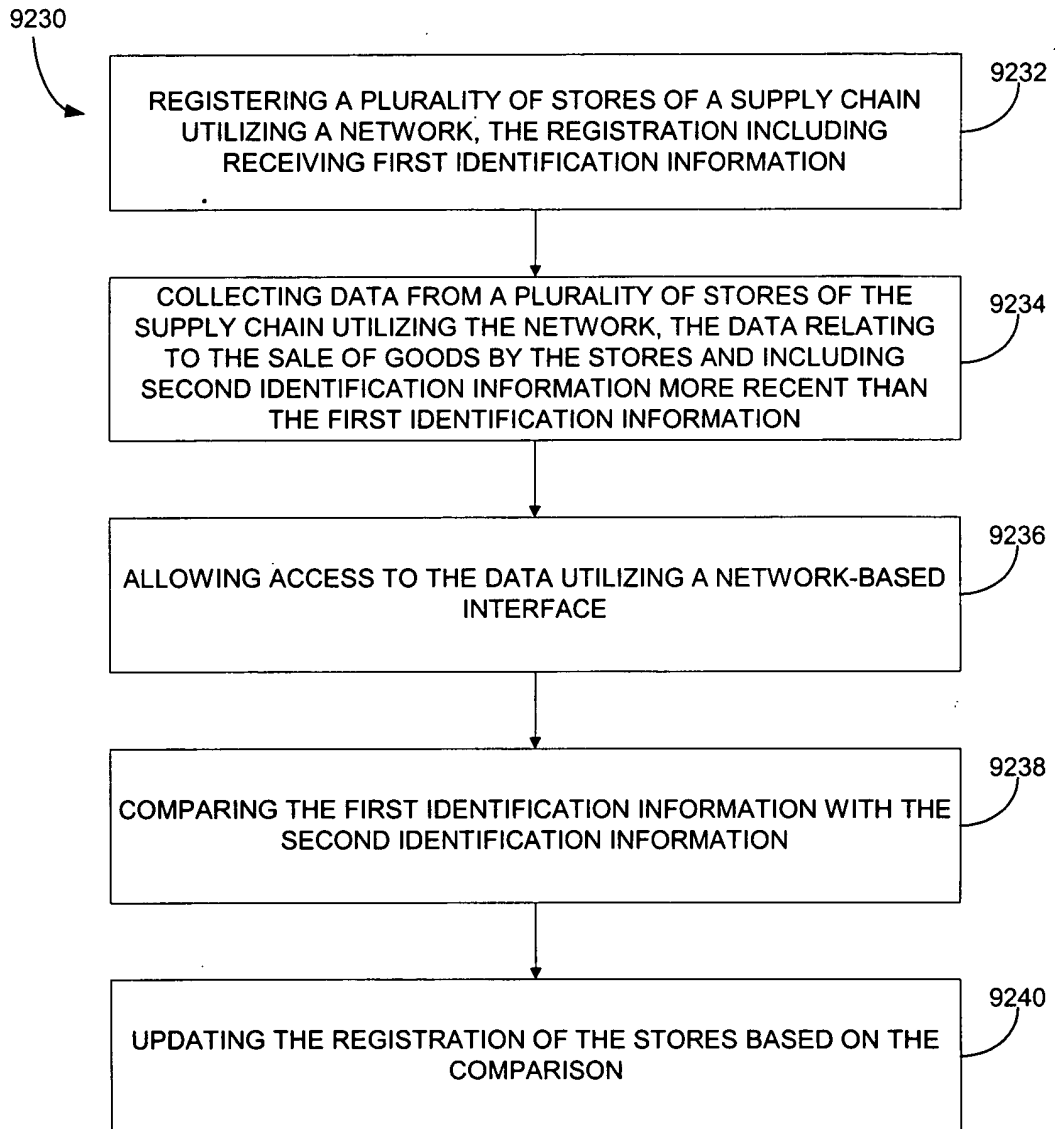 9230
9232
REGISTERING A PLURALITY OF STORES OF A SUPPLY CHAIN
UTILIZING A NETWORK, THE REGISTRATION INCLUDING
RECEIVING FIRST IDENTIFICATION INFORMATION
9234
COLLECTING DATA FROM A PLURALITY OF STORES OF THE
SUPPLY CHAIN UTILIZING THE NETWORK, THE DATA RELATING
TO THE SALE OF GOODS BY THE STORES AND INCLUDING
SECOND IDENTIFICATION INFORMATION MORE RECENT THAN
THE FIRST IDENTIFICATION INFORMATION
9236
ALLOWING ACCESS TO THE DATA UTILIZING A NETWORK-BASED
INTERFACE
9238
COMPARING THE FIRST IDENTIFICATION INFORMATION WITH THE
SECOND IDENTIFICATION INFORMATION
9240
UPDATING THE REGISTRATION OF THE STORES BASED ON THE
COMPARISON